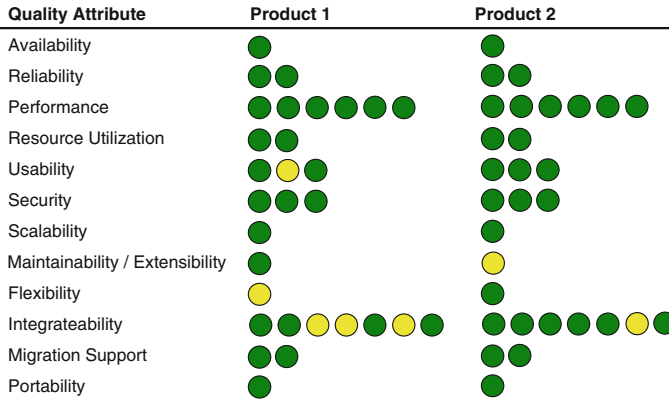 Quality Attribute Product 1 Product 2
Availability
Reliability
Performance
Resource Utilization
Usability
Security
Scalability
Maintainability / Extensibility
Flexibility
Integrateability
Migration Support
Portability